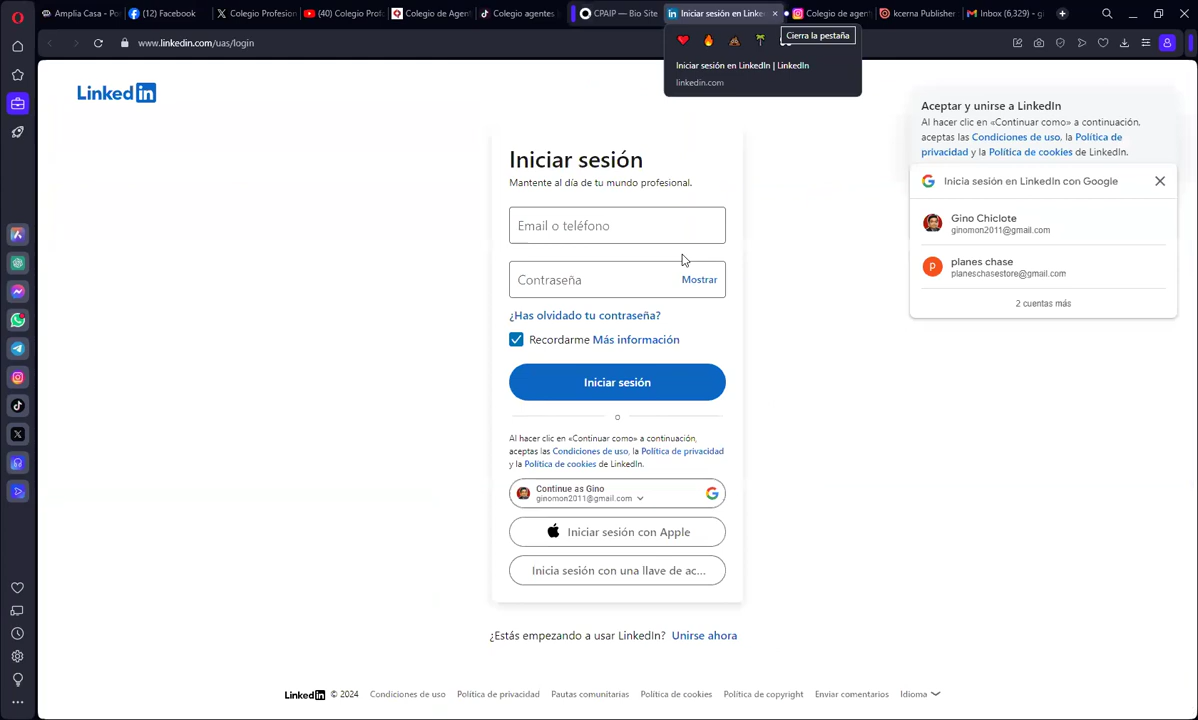 Amplia Casa - Po
(12) Facebook
Colegio Profesion
(40) Colegio Profe
Colegio de Agent
Colegio agentes i
CPAIP — Bio Site
Iniciar sesión en Linke
Colegio de agen
kcerna Publisher
Inbox (6,329) - gi
Cierra la pestaña
www.linkedin.com/uas/login
Iniciar sesión en LinkedIn | LinkedIn
linkedin.com
Linked in
Aceptar y unirse a LinkedIn
Al hacer clic en «Continuar como» a continuación,
aceptas las Condiciones de uso, la Política de
privacidad y la Política de cookies de LinkedIn.
Inicia sesión en LinkedIn con Google
Gino Chiclote
ginomon2011@gmail.com
P
planes chase
planeschasestore@gmail.com
2 cuentas más
Iniciar sesión
Mantente al día de tu mundo profesional.
Email o teléfono
Contraseña
Mostrar
¿Has olvidado tu contraseña?
Recordarme Más información
Iniciar sesión
o
Al hacer clic en «Continuar como» a continuación,
aceptas las Condiciones de uso, la Política de privacidad
y la Política de cookies de LinkedIn.
Continue as Gino
ginomon2011@gmail.com
Iniciar sesión con Apple
Inicia sesión con una llave de ac...
¿Estás empezando a usar LinkedIn? Unirse ahora
Linked in © 2024 Condiciones de uso Política de privacidad Pautas comunitarias Política de cookies Política de copyright Enviar comentarios Idioma